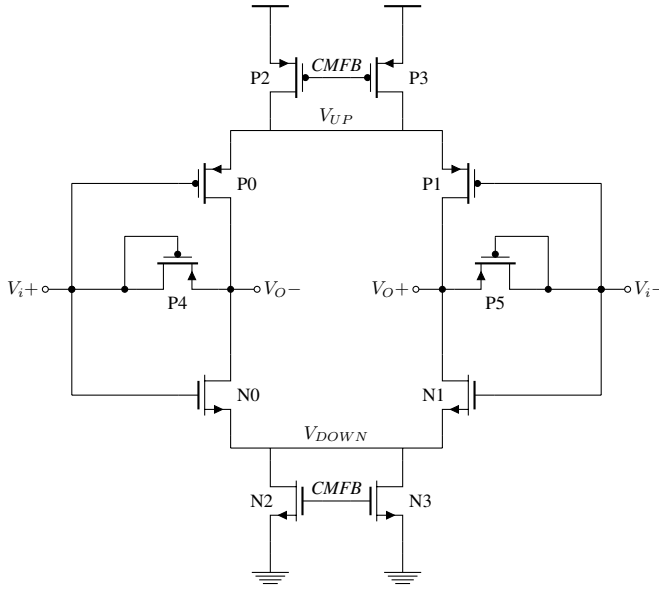 CMFB
P2 P3
V_UP
P0 P1
V_i+ P4 V_O− V_O+ P5 V_i−
N0 N1
V_DOWN
CMFB
N2 N3